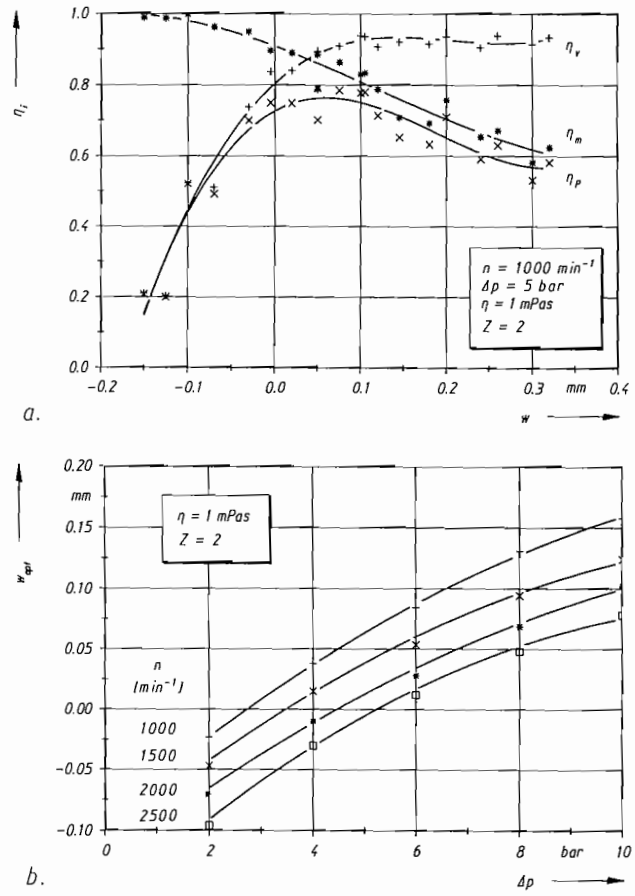 1.0
0.8
0.6
0.4
0.2
0.0
η_i
η_v
η_m
η_p
n = 1000 min⁻¹
Δp = 5 bar
η = 1 mPas
Z = 2
-0.2 -0.1 0.0 0.1 0.2 0.3 mm 0.4
a.
w
0.20
mm
0.15
0.10
0.05
0.00
-0.05
-0.10
w_opt
η = 1 mPas
Z = 2
n
[min⁻¹]
1000
1500
2000
2500
0 2 4 6 8 bar 10
b.
Δp